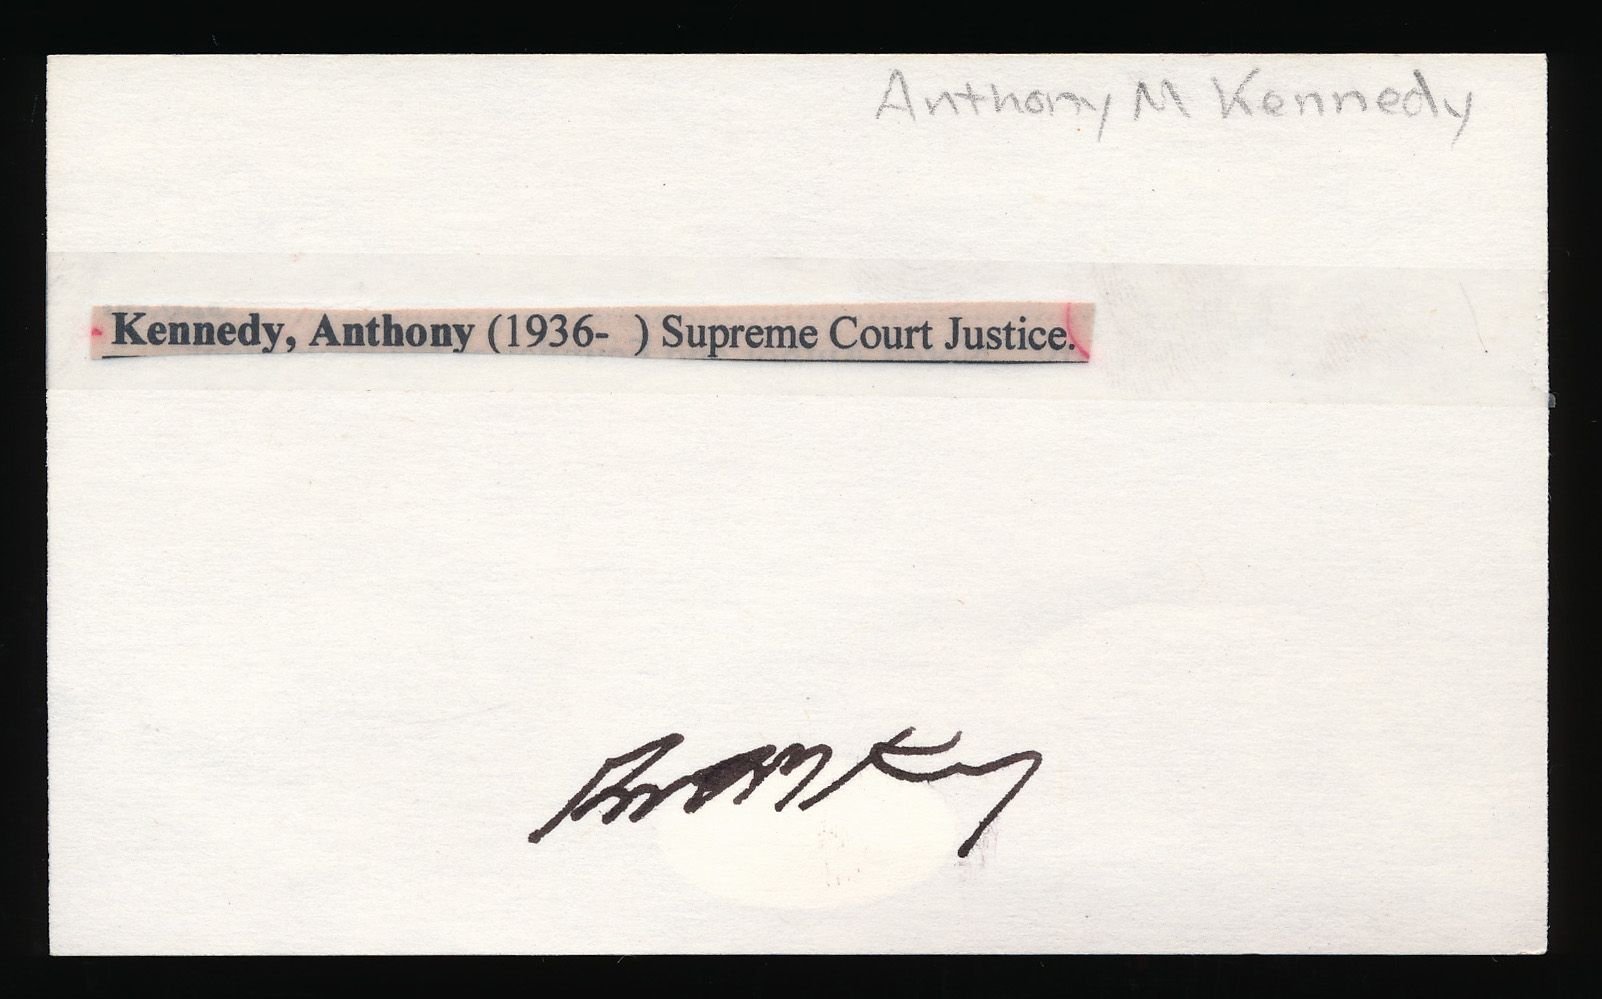 Anthony M Kennedy
Kennedy, Anthony (1936-  ) Supreme Court Justice.